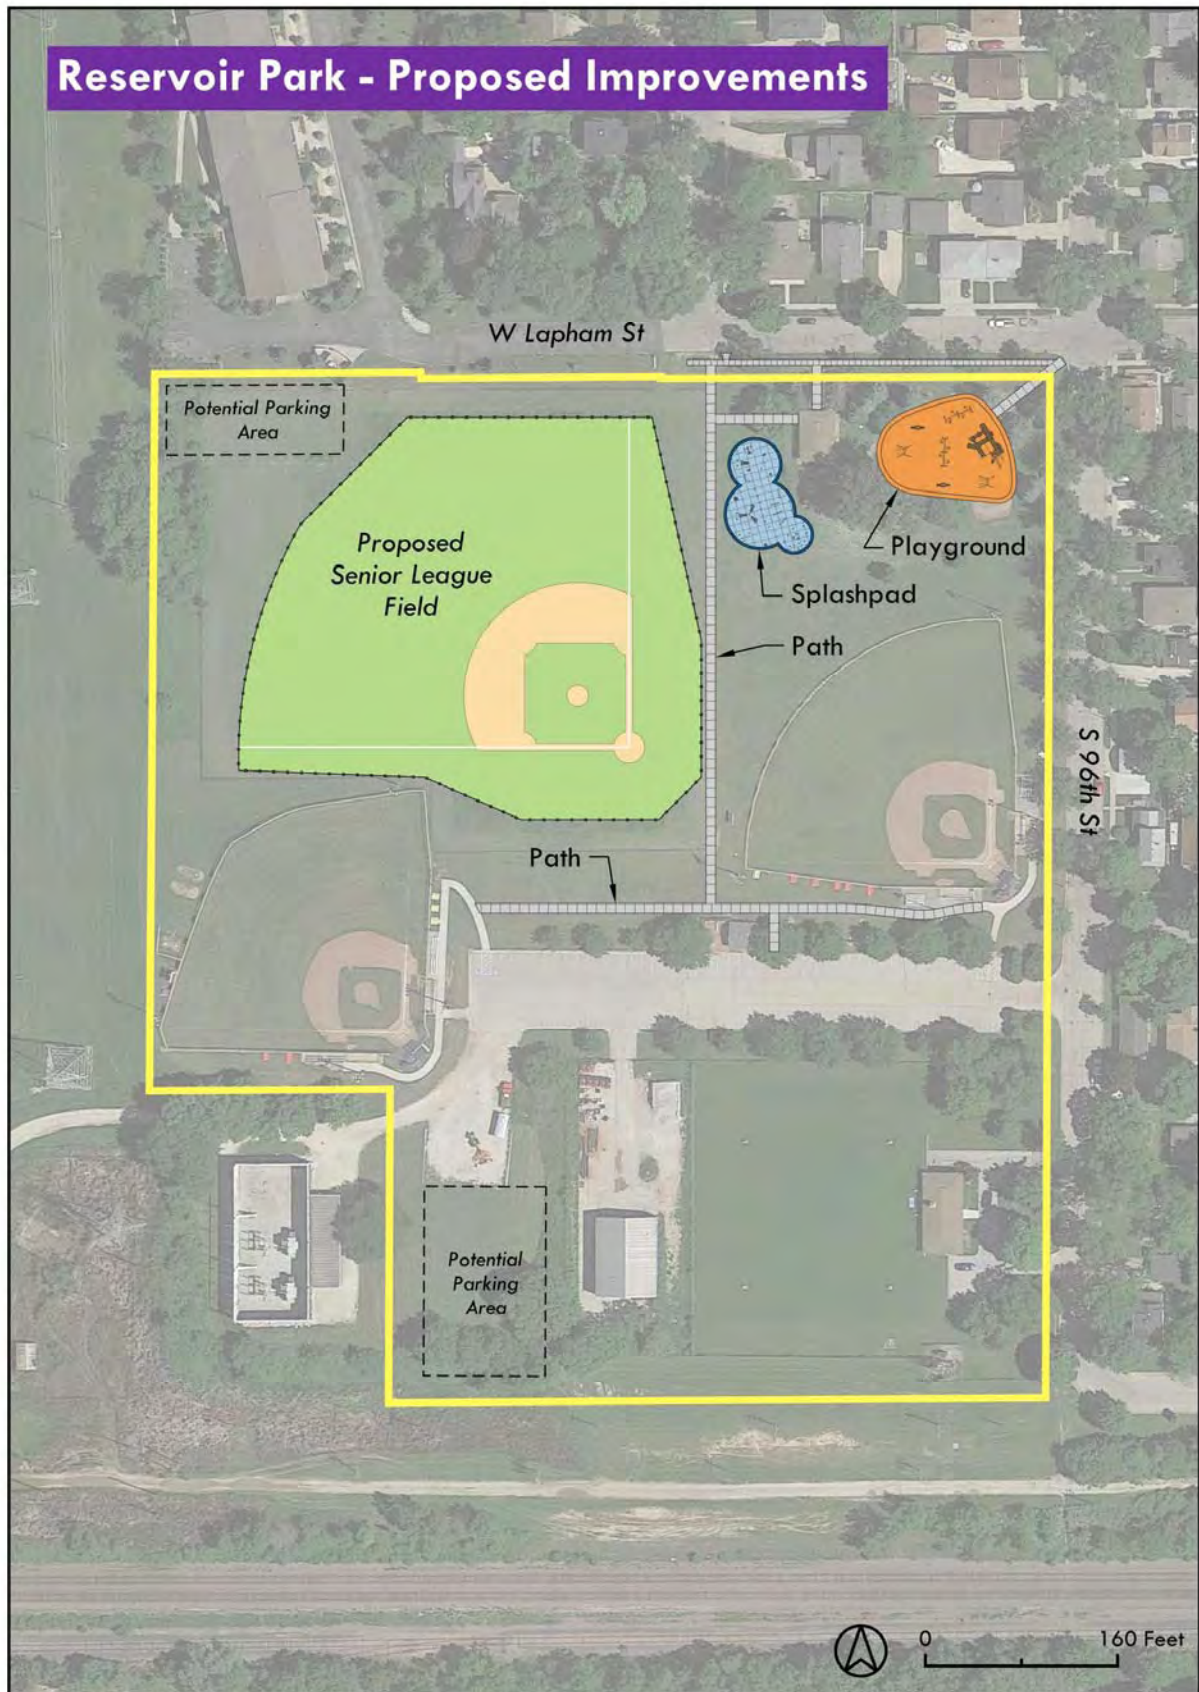 Reservoir Park - Proposed Improvements
W Lapham St
Potential Parking
Area
Proposed
Senior League
Field
Playground
Splashpad
Path
S 96th St
Path
Potential
Parking
Area
0 160 Feet